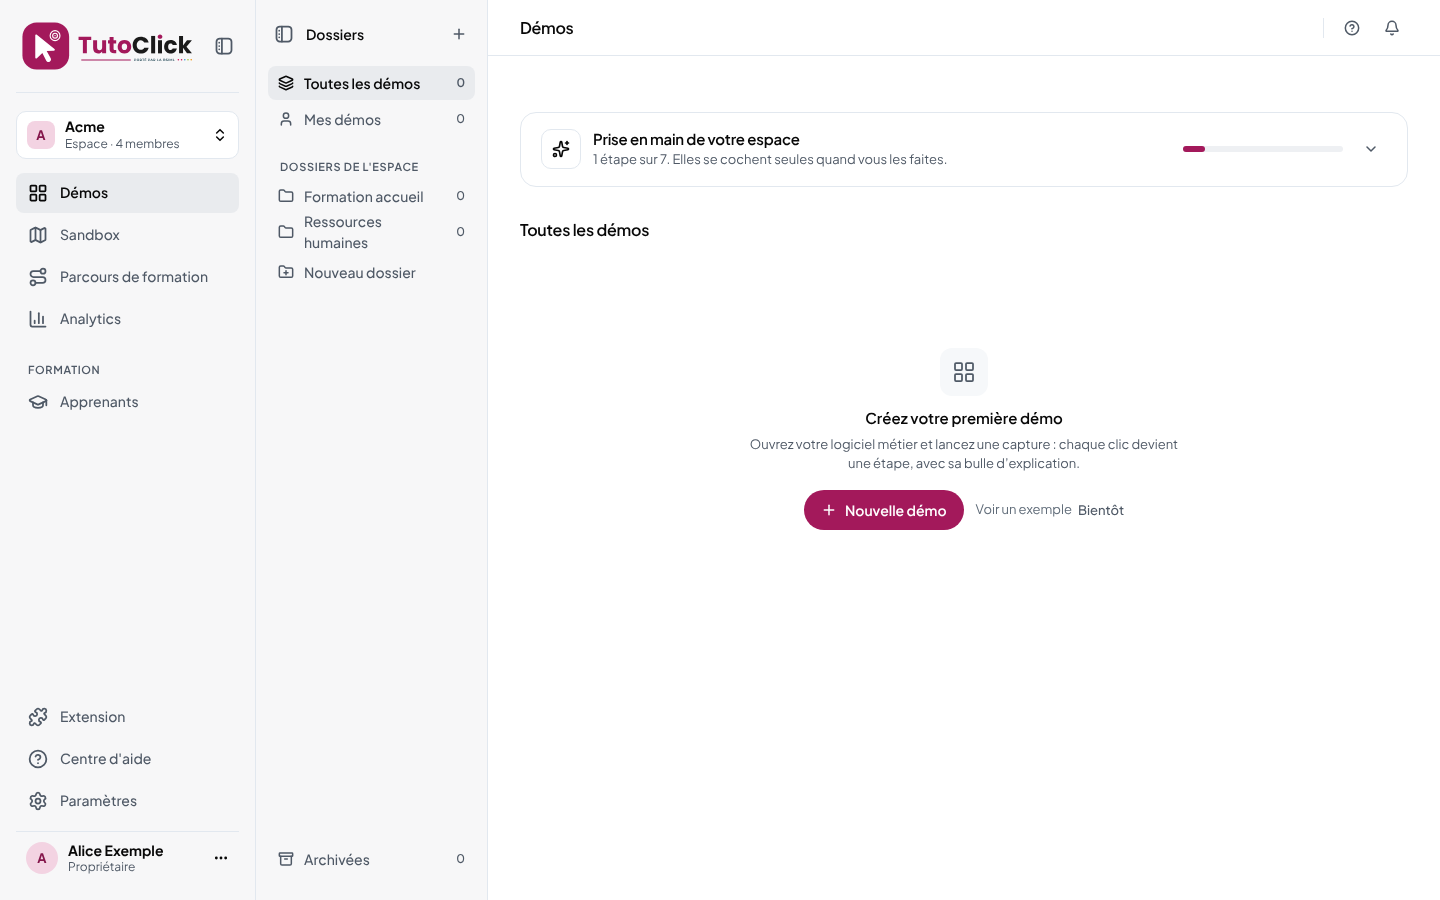 TutoClick
Acme
Espace · 4 membres
Démos
Sandbox
Parcours de formation
Analytics
FORMATION
Apprenants
Extension
Centre d'aide
Paramètres
A
Alice Exemple
Propriétaire
Dossiers
Toutes les démos 0
Mes démos 0
DOSSIERS DE L'ESPACE
Formation accueil 0
Ressources
humaines 0
Nouveau dossier
Archivées 0
Démos
Prise en main de votre espace
1 étape sur 7. Elles se cochent seules quand vous les faites.
Toutes les démos
Créez votre première démo
Ouvrez votre logiciel métier et lancez une capture : chaque clic devient
une étape, avec sa bulle d’explication.
Nouvelle démo
Voir un exemple Bientôt